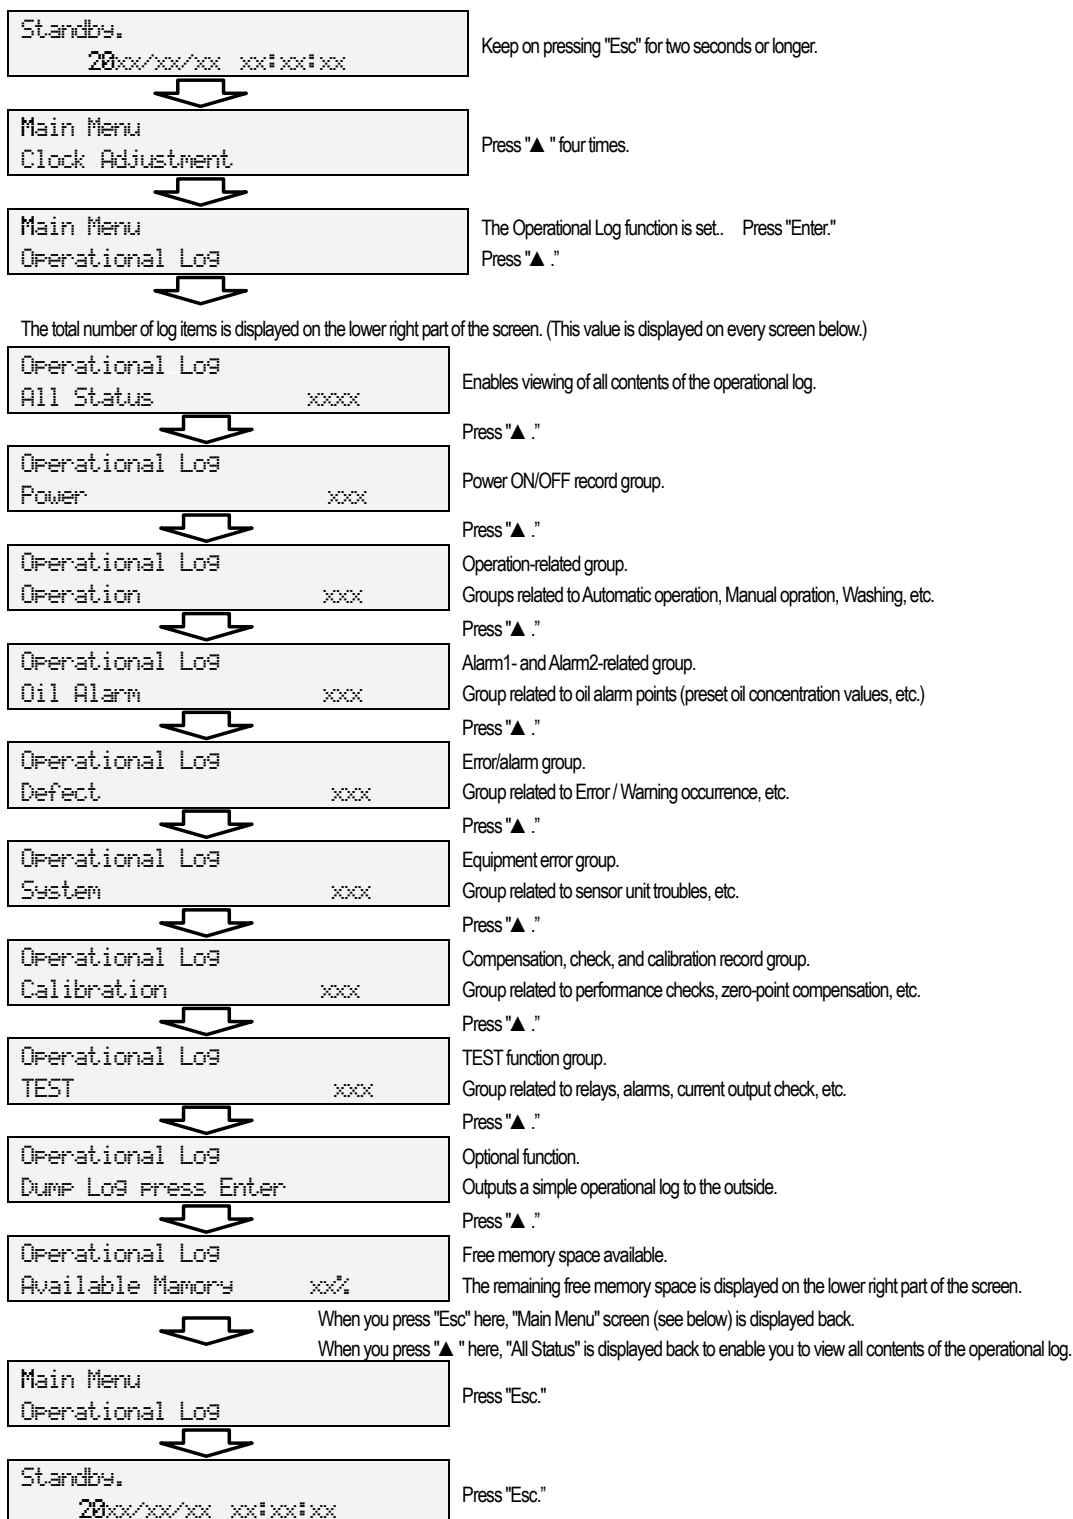 Standby.
Keep on pressing "Esc" for two seconds or longer.
20xx/xx/xx xx:xx:xx
Main Menu
Clock Adjustment
Press "▲ " four times.
Main Menu
The Operational Log function is set.. Press "Enter."
Operational Log
Press "▲ ."
The total number of log items is displayed on the lower right part of the screen. (This value is displayed on every screen below.)
Operational Log
All Status xxxx
Enables viewing of all contents of the operational log.
Press "▲ ."
Operational Log
Power xxx
Power ON/OFF record group.
Press "▲ ."
Operational Log
Operation-related group.
Operation xxx
Groups related to Automatic operation, Manual opration, Washing, etc.
Press "▲ ."
Operational Log
Alarm1- and Alarm2-related group.
Oil Alarm xxx
Group related to oil alarm points (preset oil concentration values, etc.)
Press "▲ ."
Operational Log
Error/alarm group.
Defect xxx
Group related to Error / Warning occurrence, etc.
Press "▲ ."
Operational Log
Equipment error group.
System xxx
Group related to sensor unit troubles, etc.
Press "▲ ."
Operational Log
Compensation, check, and calibration record group.
Calibration xxx
Group related to performance checks, zero-point compensation, etc.
Press "▲ ."
Operational Log
TEST function group.
TEST xxx
Group related to relays, alarms, current output check, etc.
Press "▲ ."
Operational Log
Optional function.
Dump Log press Enter
Outputs a simple operational log to the outside.
Press "▲ ."
Operational Log
Free memory space available.
Available Mamory xx%
The remaining free memory space is displayed on the lower right part of the screen.
When you press "Esc" here, "Main Menu" screen (see below) is displayed back.
When you press "▲ " here, "All Status" is displayed back to enable you to view all contents of the operational log.
Main Menu
Operational Log
Press "Esc."
Standby.
20xx/xx/xx xx:xx:xx
Press "Esc."